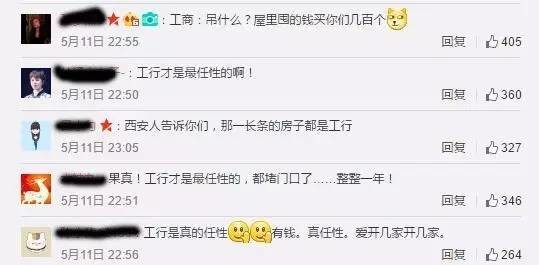 ：工商：吊什么？屋里囤的钱买你们几百个
5月11日 22:55
回复 405
：工行才是最任性的啊！
5月11日 22:50
回复 360
：西安人告诉你们，那一长条的房子都是工行
5月11日 23:05
回复 327
果真！工行才是最任性的，都堵门口了……整整一年！
5月11日 22:51
回复 346
：工行是真的任性有钱。真任性。爱开几家开几家。
5月11日 22:56
回复 264